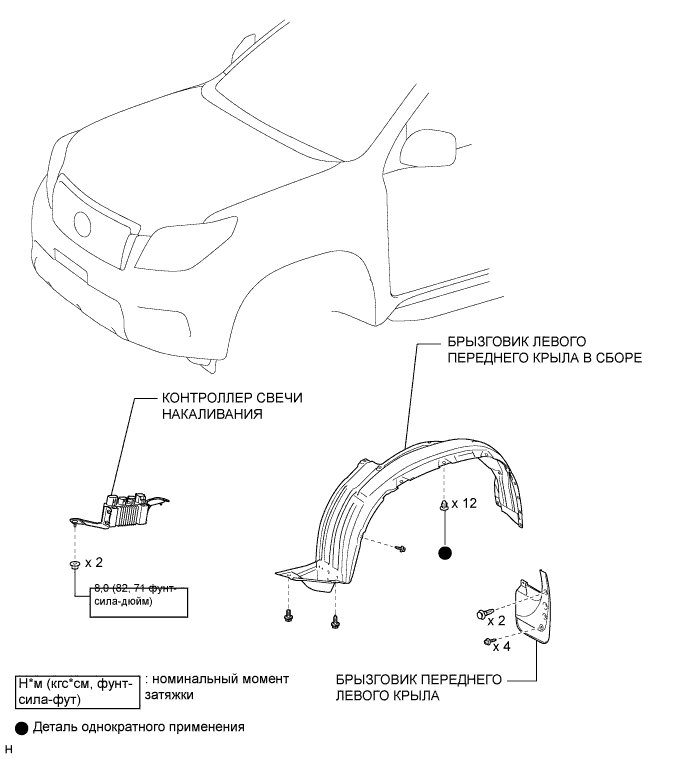 БРЫЗГОВИК ЛЕВОГО
ПЕРЕДНЕГО КРЫЛА В СБОРЕ
КОНТРОЛЛЕР СВЕЧИ
НАКАЛИВАНИЯ
x 12
x 2
8,0 (82, 71 фунт-
сила-дюйм)
x 2
x 4
БРЫЗГОВИК ПЕРЕДНЕГО
ЛЕВОГО КРЫЛА
Н*м (кгс*см, фунт-
сила-фут)
: номинальный момент
затяжки
Деталь однократного применения
H